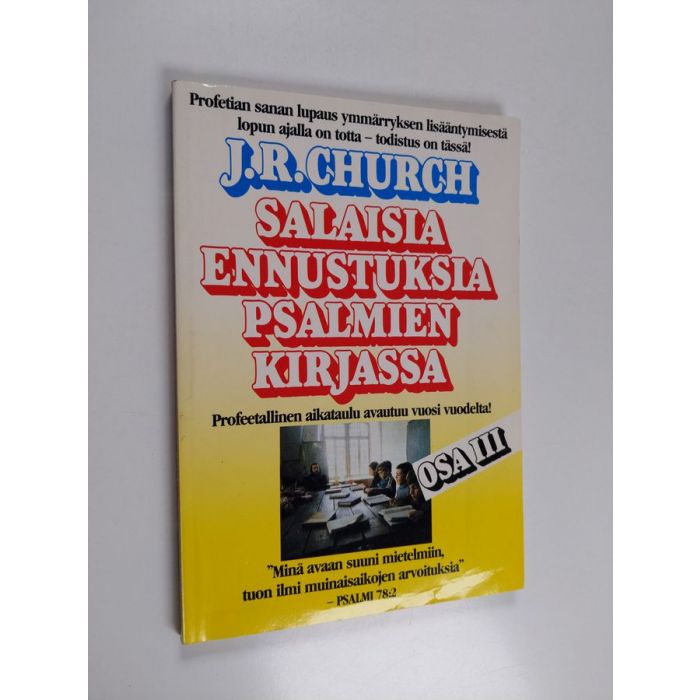 Profetian sanan lupaus ymmärryksen lisääntymisestä
lopun ajalla on totta – todistus on tässä!
J.R. CHURCH
SALAISIA
ENNUSTUKSIA
PSALMIEN
KIRJASSA
Profeetallinen aikataulu avautuu vuosi vuodelta!
OSA III
"Minä avaan suuni mietelmiin,
tuon ilmi muinaisaikojen arvoituksia"
– PSALMI 78:2